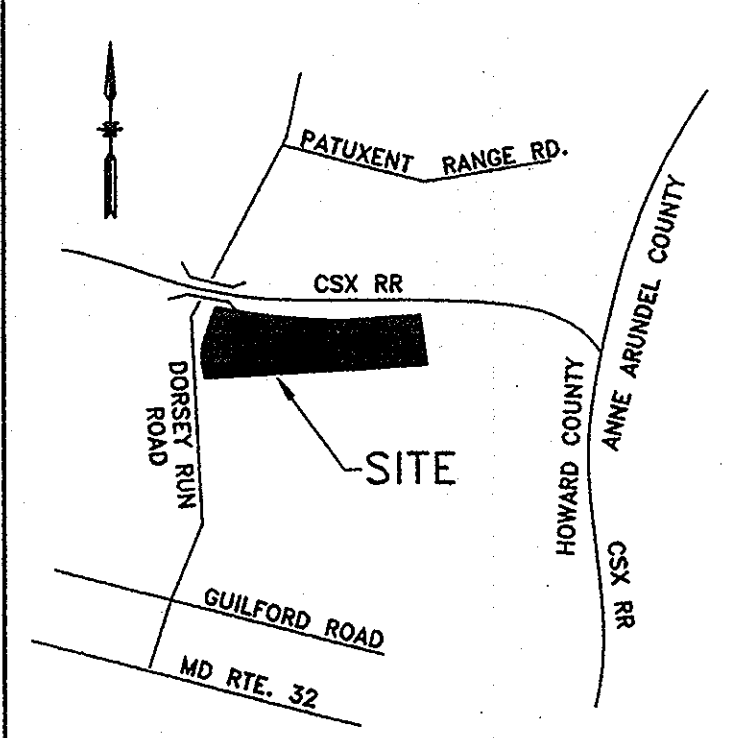 PATUXENT RANGE RD.
CSX RR
ANNE ARUNDEL COUNTY
HOWARD COUNTY
DORSEY RUN
ROAD
SITE
CSX RR
GUILFORD ROAD
MD RTE. 32